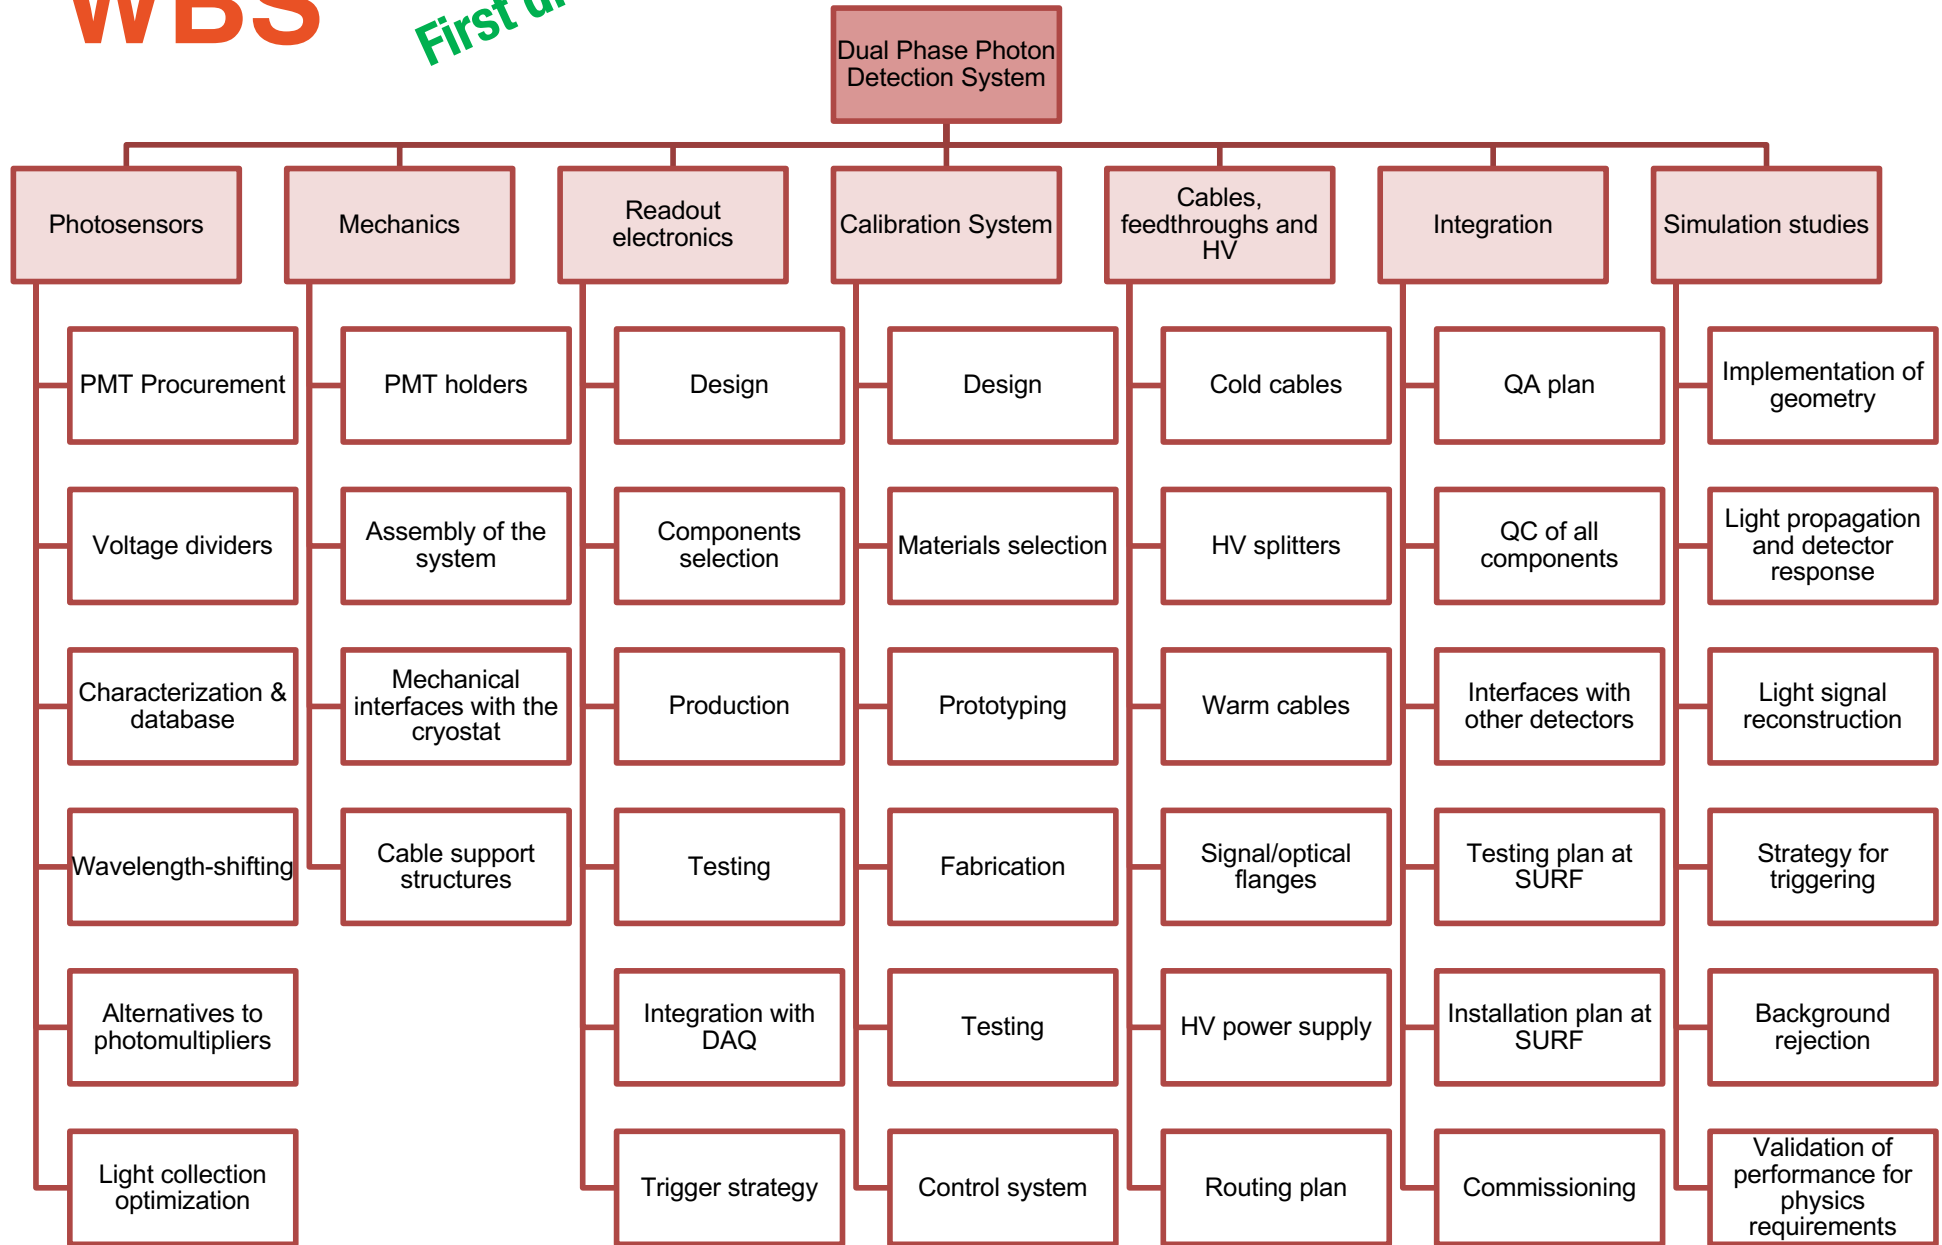 WBS
First
Dual Phase Photon
Detection System
Photosensors
Mechanics
Readout
electronics
Calibration System
Cables,
feedthroughs and
HV
Integration
Simulation studies
PMT Procurement
Voltage dividers
Characterization &
database
Wavelength-shifting
Alternatives to
photomultipliers
Light collection
optimization
PMT holders
Assembly of the
system
Mechanical
interfaces with the
cryostat
Cable support
structures
Design
Components
selection
Production
Testing
Integration with
DAQ
Trigger strategy
Design
Materials selection
Prototyping
Fabrication
Testing
Control system
Cold cables
HV splitters
Warm cables
Signal/optical
flanges
HV power supply
Routing plan
QA plan
QC of all
components
Interfaces with
other detectors
Testing plan at
SURF
Installation plan at
SURF
Commissioning
Implementation of
geometry
Light propagation
and detector
response
Light signal
reconstruction
Strategy for
triggering
Background
rejection
Validation of
performance for
physics
requirements